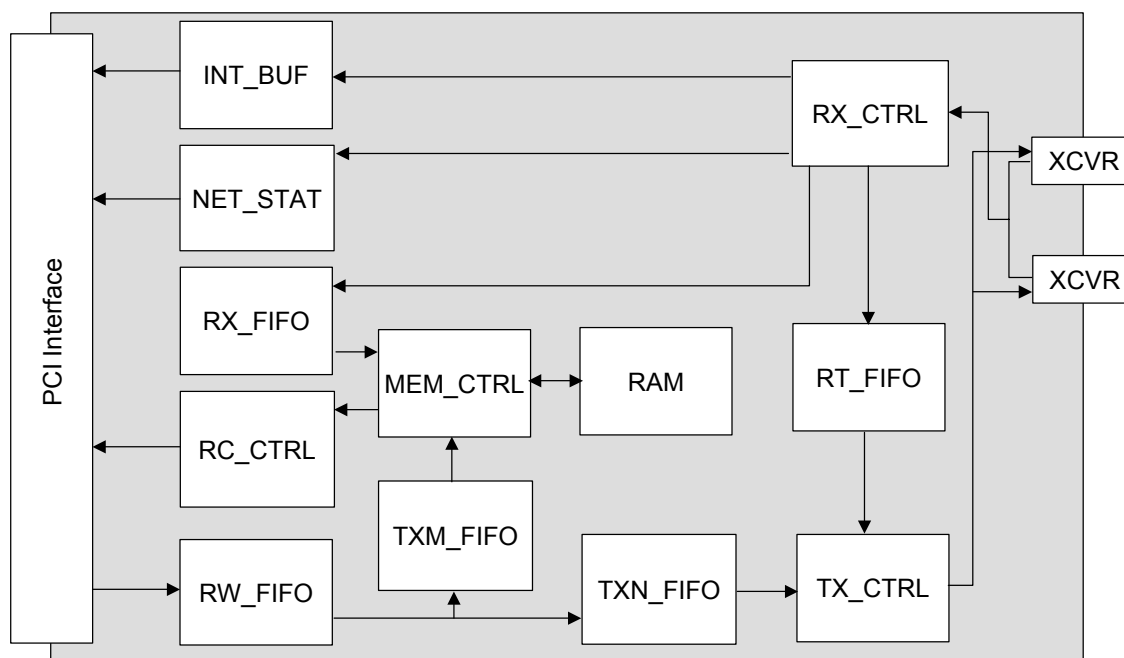 INT_BUF
RX_CTRL
XCVR
NET_STAT
XCVR
PCI Interface
RX_FIFO
MEM_CTRL
RAM
RT_FIFO
RC_CTRL
TXM_FIFO
RW_FIFO
TXN_FIFO
TX_CTRL